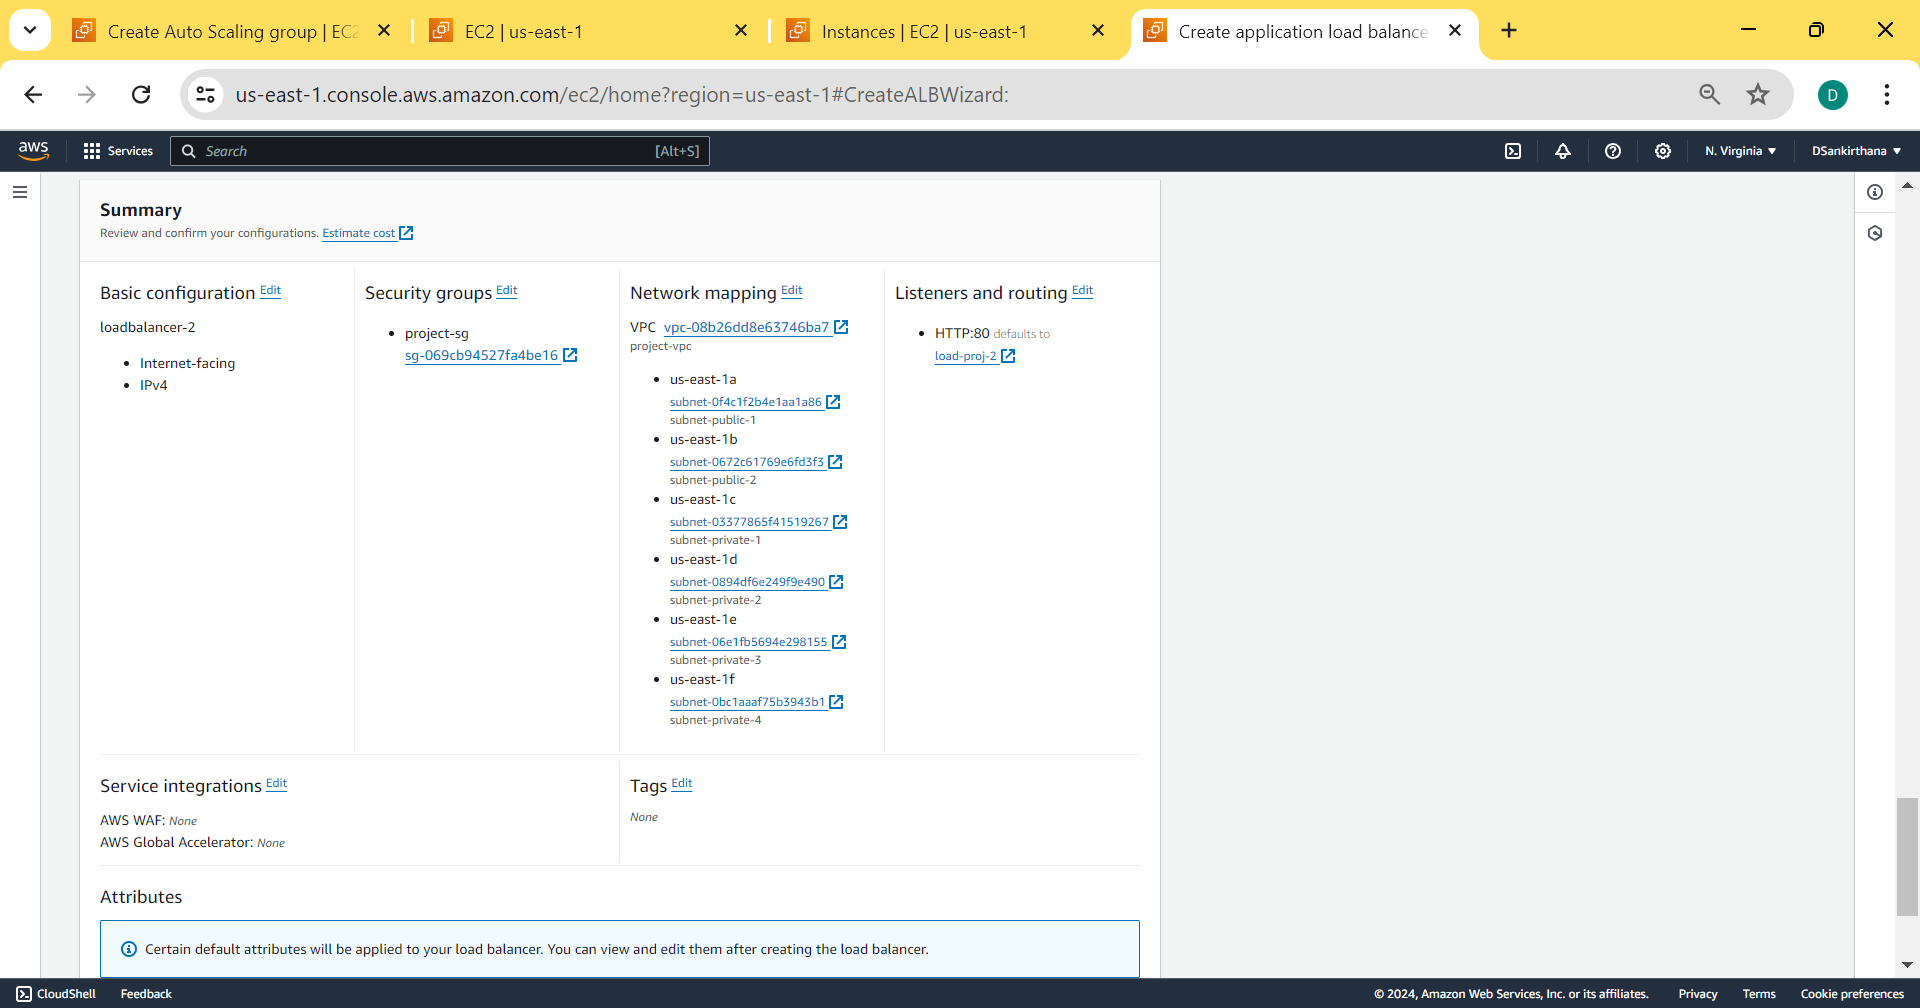 Create Auto Scaling group | EC2
EC2 | us-east-1
Instances | EC2 | us-east-1
Create application load balance
us-east-1.console.aws.amazon.com/ec2/home?region=us-east-1#CreateALBWizard:
D
aws
Services
Search
[Alt+S]
N. Virginia
DSankirthana
Summary
Review and confirm your configurations. Estimate cost
Basic configuration Edit
loadbalancer-2
• Internet-facing
• IPv4
Security groups Edit
• project-sg
sg-069cb94527fa4be16
Network mapping Edit
VPC vpc-08b26dd8e63746ba7
project-vpc
• us-east-1a
subnet-0f4c1f2b4e1aa1a86
subnet-public-1
• us-east-1b
subnet-0672c61769e6fd3f3
subnet-public-2
• us-east-1c
subnet-03377865f41519267
subnet-private-1
• us-east-1d
subnet-0894df6e249f9e490
subnet-private-2
• us-east-1e
subnet-06e1fb5694e298155
subnet-private-3
• us-east-1f
subnet-0bc1aaaf75b3943b1
subnet-private-4
Listeners and routing Edit
• HTTP:80 defaults to
load-proj-2
Service integrations Edit
AWS WAF: None
AWS Global Accelerator: None
Tags Edit
None
Attributes
Certain default attributes will be applied to your load balancer. You can view and edit them after creating the load balancer.
CloudShell
Feedback
© 2024, Amazon Web Services, Inc. or its affiliates.
Privacy
Terms
Cookie preferences